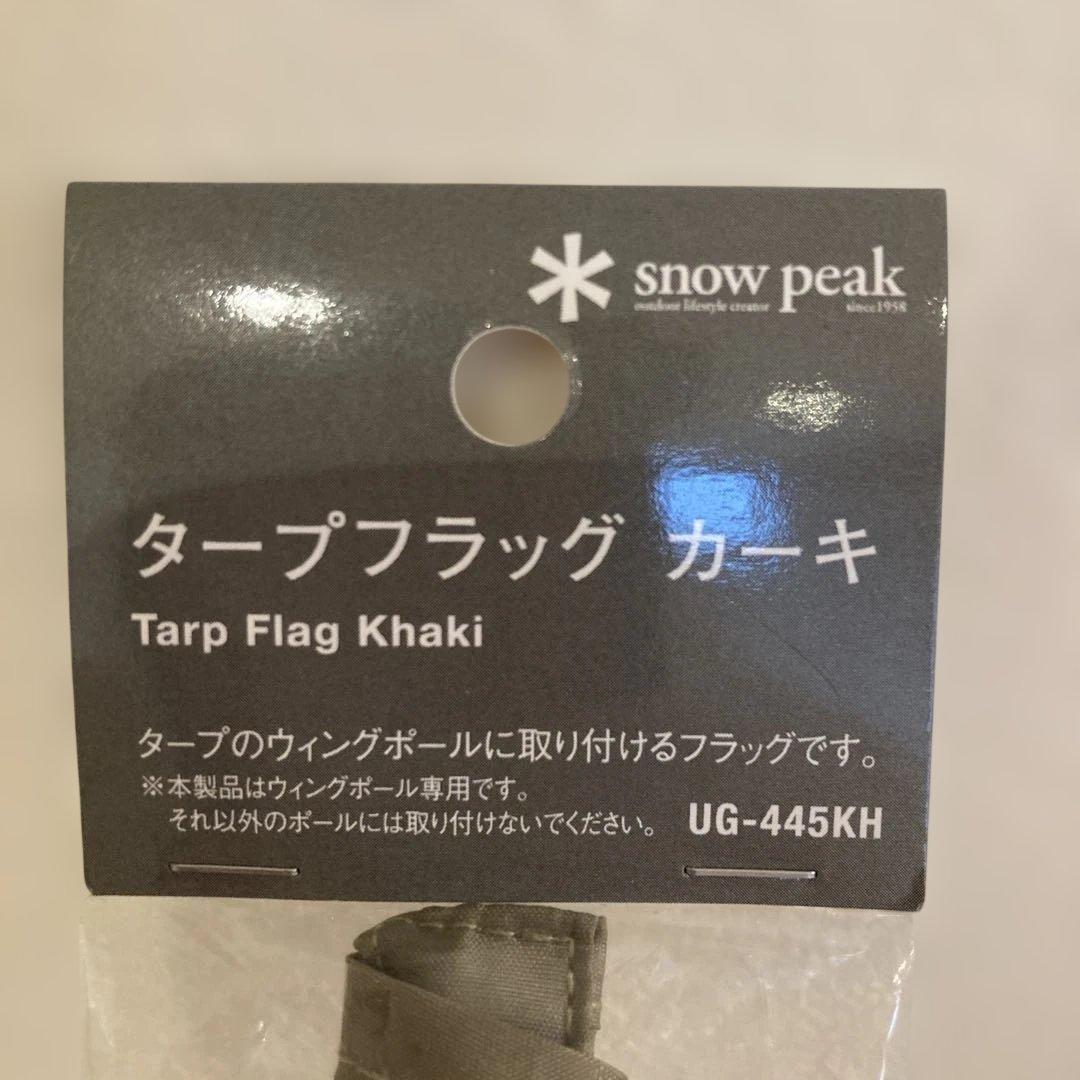 snow peak
outdoor lifestyle creator since1958
タープフラッグ カーキ
Tarp Flag Khaki
タープのウィングポールに取り付けるフラッグです。
※本製品はウィングポール専用です。
それ以外のポールには取り付けないでください。 UG-445KH